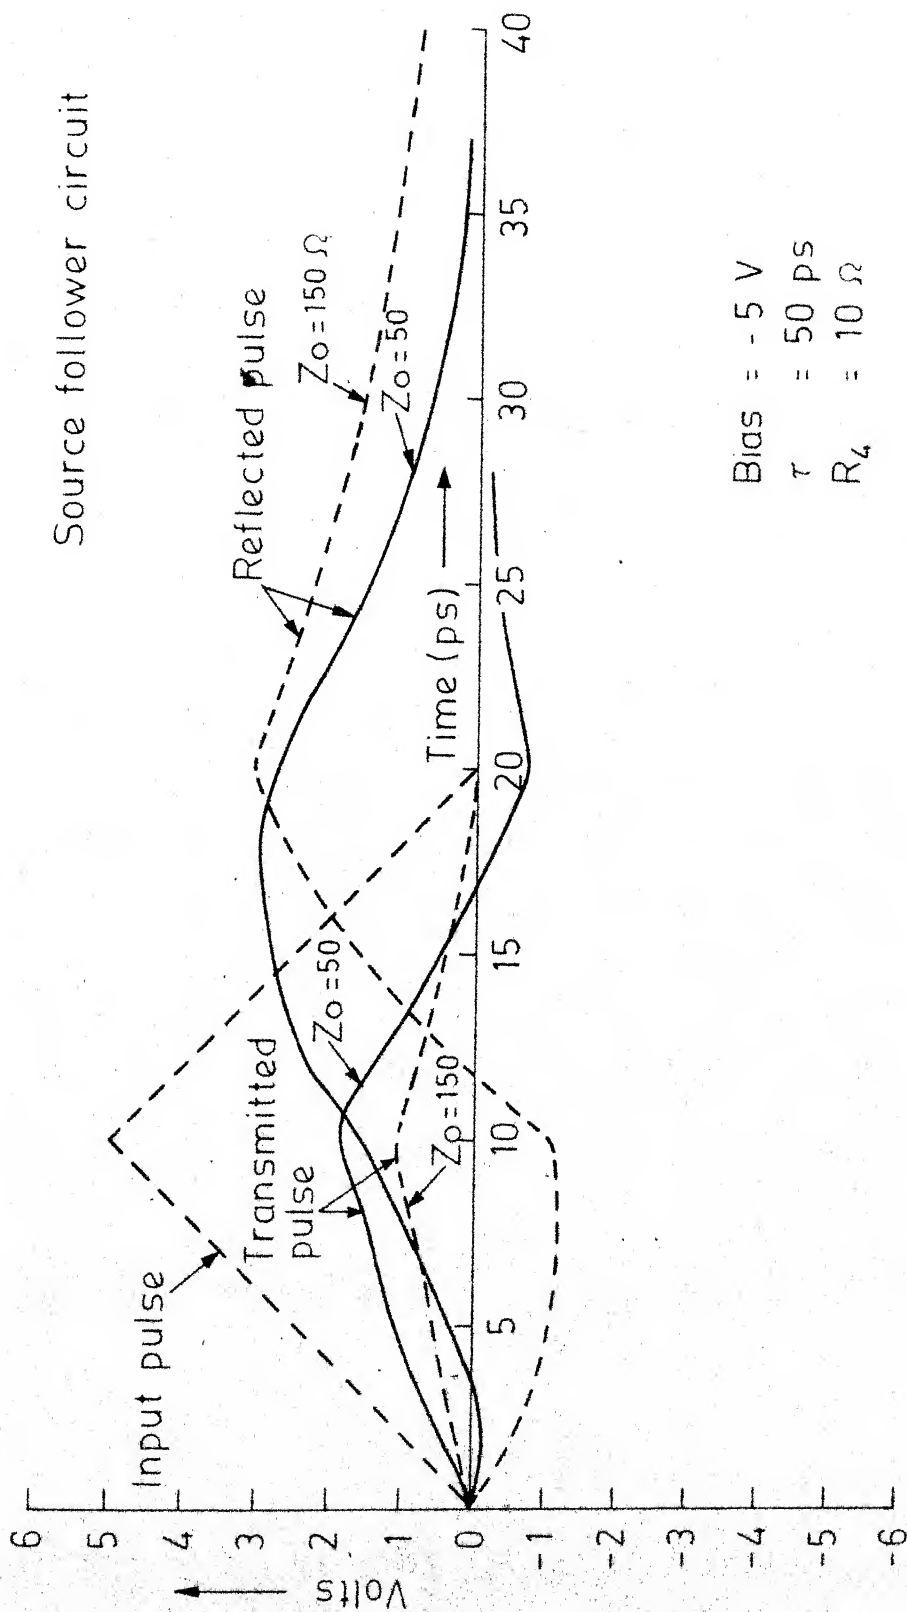 Source follower circuit
Volts
6
5
4
3
2
1
0
-1
-2
-3
-4
-5
-6
5
10
15
20
25
30
35
40
Time (ps)
Input pulse
Transmitted
pulse
Zo = 50
Zo = 150
Reflected pulse
Zo = 150 Ω
Zo = 50
Bias = -5 V
τ = 50 ps
R4 = 10 Ω